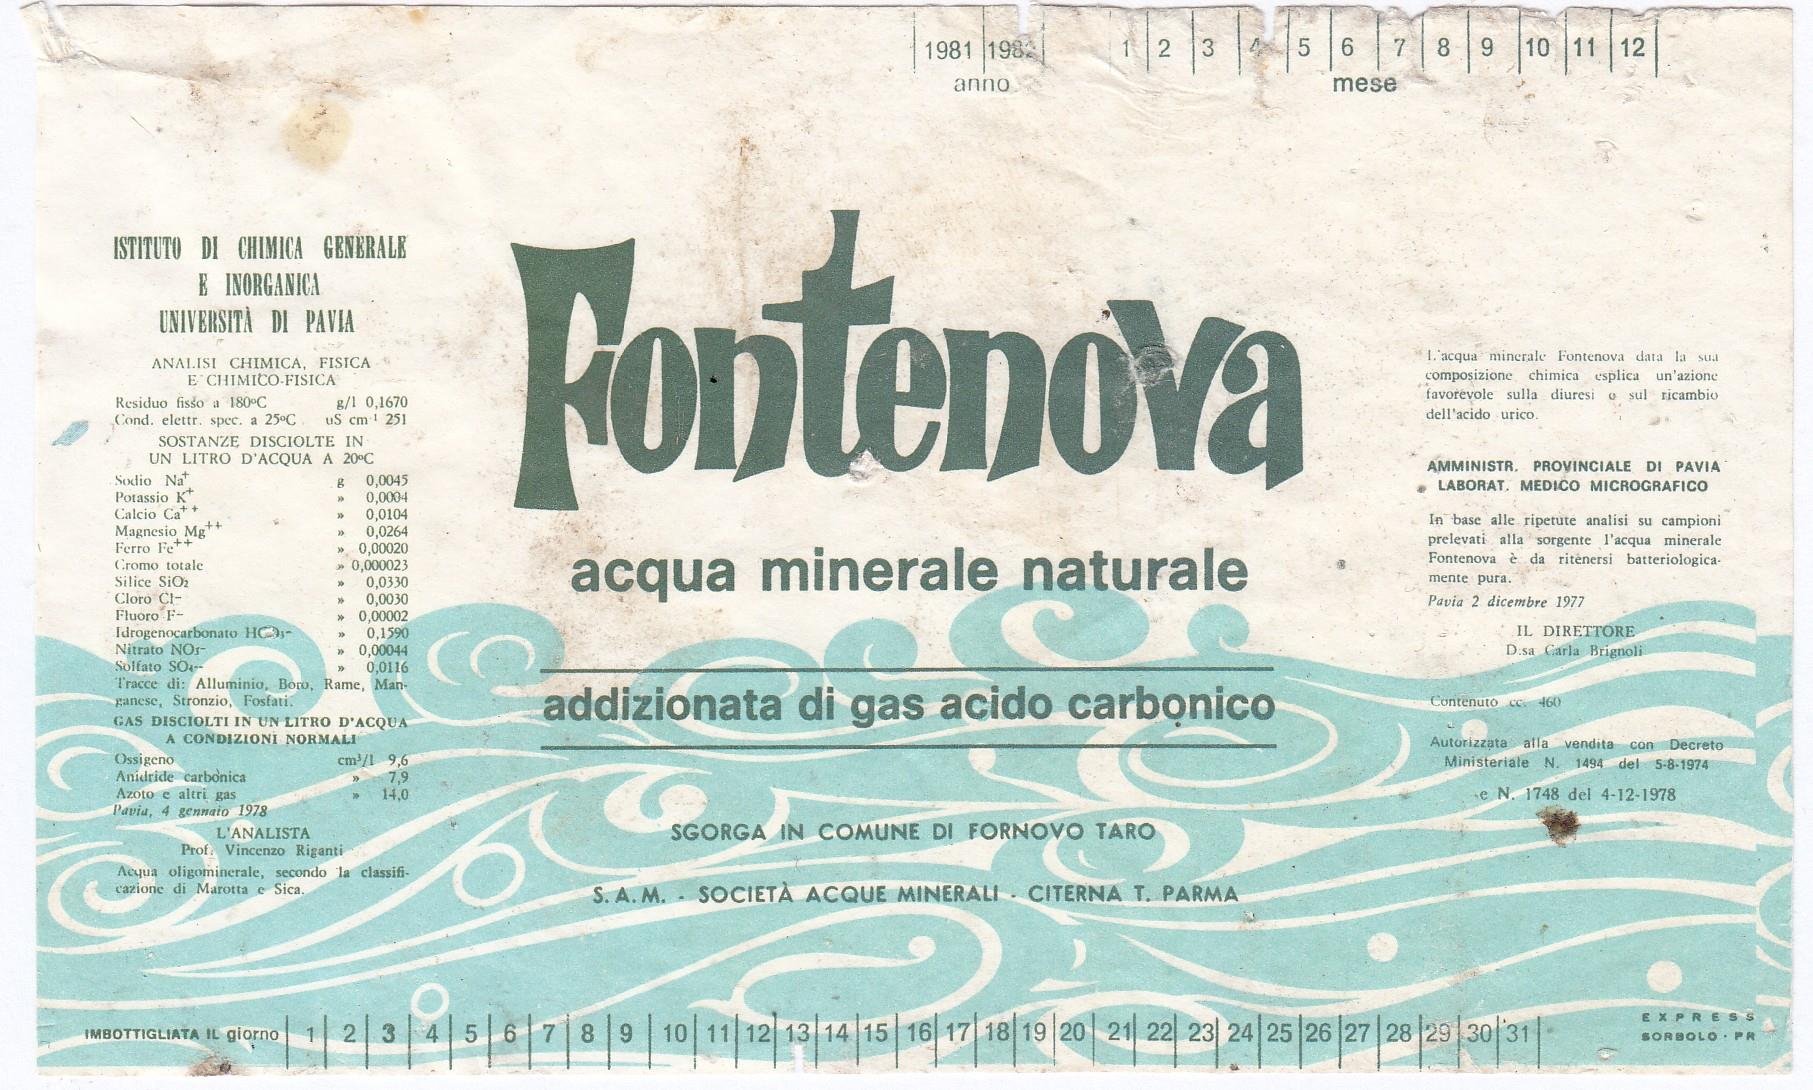 1981 1982
anno
1 2 3 4 5 6 7 8 9 10 11 12
mese
ISTITUTO DI CHIMICA GENERALE
E INORGANICA
UNIVERSITÀ DI PAVIA
ANALISI CHIMICA, FISICA
E CHIMICO-FISICA
Residuo fisso a 180ºC g/l 0,1670
Cond. elettr. spec. a 25ºC uS cm-1 251
SOSTANZE DISCIOLTE IN
UN LITRO D'ACQUA A 20ºC
Sodio Na+ g 0,0045
Potassio K+ » 0,0004
Calcio Ca++ » 0,0104
Magnesio Mg++ » 0,0264
Ferro Fe++ » 0,00020
Cromo totale » 0,000023
Silice SiO2 » 0,0330
Cloro Cl- » 0,0030
Fluoro F- » 0,00002
Idrogenocarbonato HCO3- » 0,1590
Nitrato NO3- » 0,00044
Solfato SO4-- » 0,0116
Tracce di: Alluminio, Boro, Rame, Man-
ganese, Stronzio, Fosfati.
GAS DISCIOLTI IN UN LITRO D'ACQUA
A CONDIZIONI NORMALI
Ossigeno cm³/l 9,6
Anidride carbonica » 7,9
Azoto e altri gas » 14,0
Pavia, 4 gennaio 1978
L'ANALISTA
Prof. Vincenzo Riganti
Acqua oligominerale, secondo la classifi-
cazione di Marotta e Sica.
Fontenova
acqua minerale naturale
addizionata di gas acido carbonico
SGORGA IN COMUNE DI FORNOVO TARO
S.A.M. - SOCIETÀ ACQUE MINERALI - CITERNA T. PARMA
L'acqua minerale Fontenova data la sua
composizione chimica esplica un'azione
favorevole sulla diuresi o sul ricambio
dell'acido urico.
AMMINISTR. PROVINCIALE DI PAVIA
LABORAT. MEDICO MICROGRAFICO
In base alle ripetute analisi su campioni
prelevati alla sorgente l'acqua minerale
Fontenova è da ritenersi batteriologica-
mente pura.
Pavia 2 dicembre 1977
IL DIRETTORE
D.sa Carla Brignoli
Contenuto cc. 460
Autorizzata alla vendita con Decreto
Ministeriale N. 1494 del 5-8-1974
e N. 1748 del 4-12-1978
IMBOTTIGLIATA IL giorno 1 2 3 4 5 6 7 8 9 10 11 12 13 14 15 16 17 18 19 20 21 22 23 24 25 26 27 28 29 30 31
EXPRESS
SORBOLO - PR